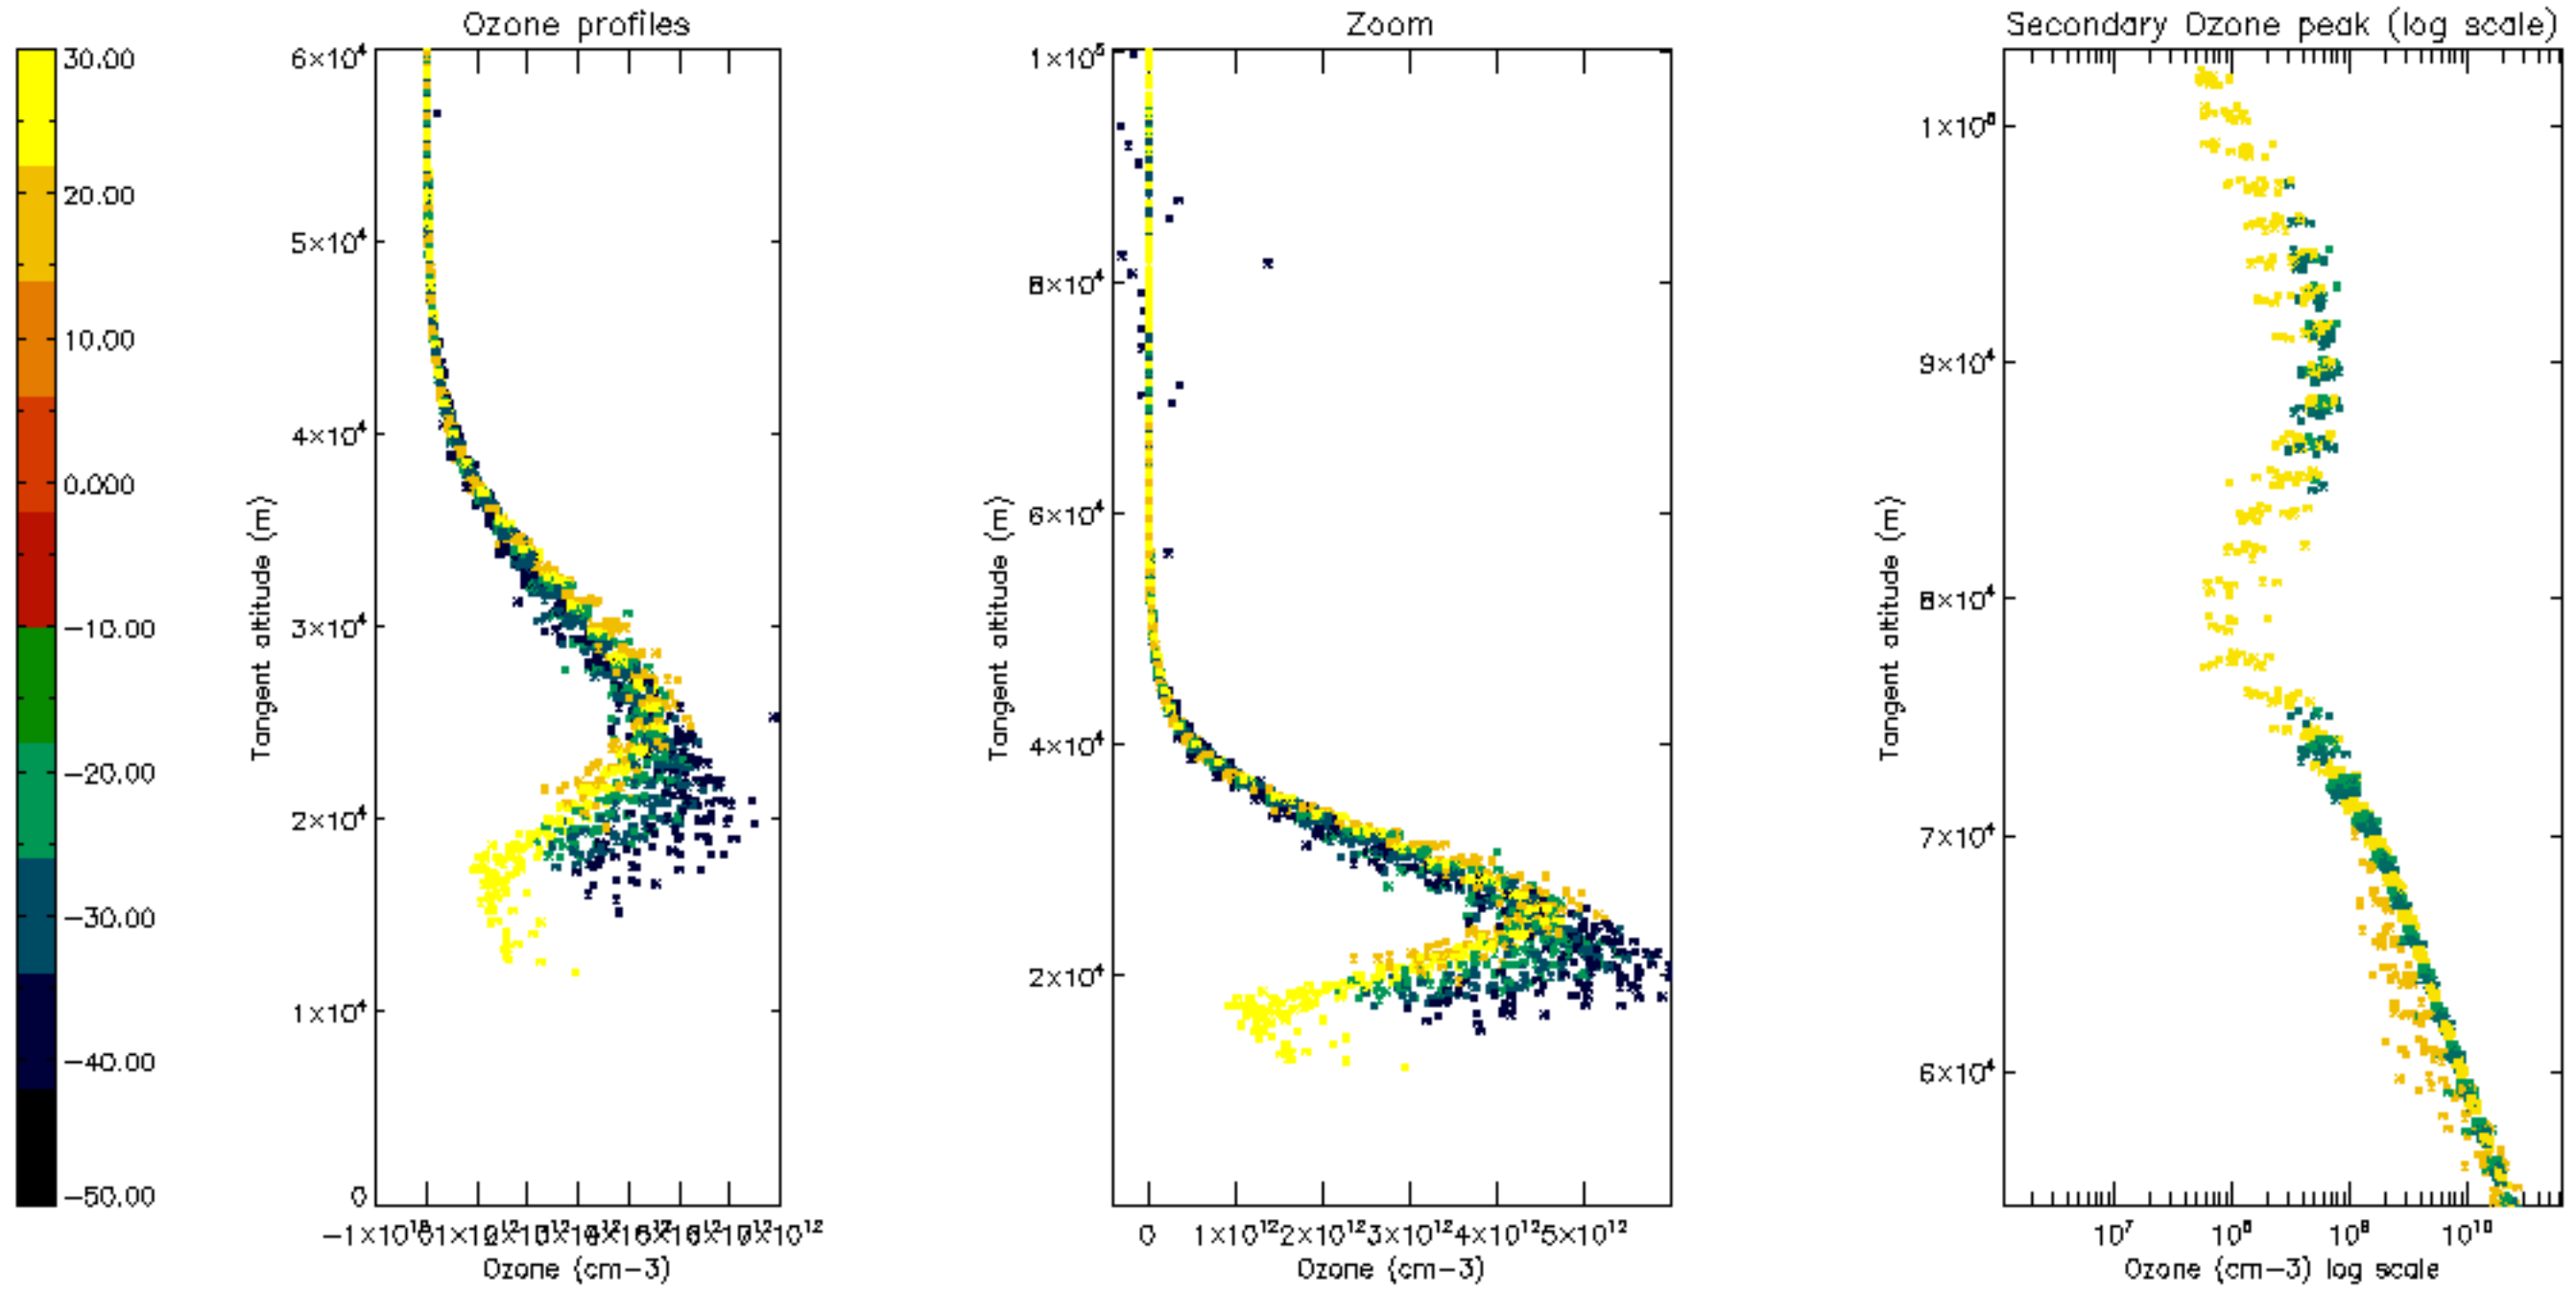 Ozone profiles
Zoom
Secondary Ozone peak (log scale)
30.00
20.00
10.00
0.000
−10.00
−20.00
−30.00
−40.00
−50.00
6×10⁴
5×10⁴
4×10⁴
3×10⁴
2×10⁴
1×10⁴
0
Tangent altitude (m)
Ozone (cm−3)
1×10⁵
8×10⁴
6×10⁴
4×10⁴
2×10⁴
Tangent altitude (m)
0 1×10¹² 2×10¹² 3×10¹² 4×10¹² 5×10¹²
Ozone (cm−3)
1×10⁵
9×10⁴
8×10⁴
7×10⁴
6×10⁴
Tangent altitude (m)
10⁷ 10⁸ 10⁹ 10¹⁰
Ozone (cm−3) log scale